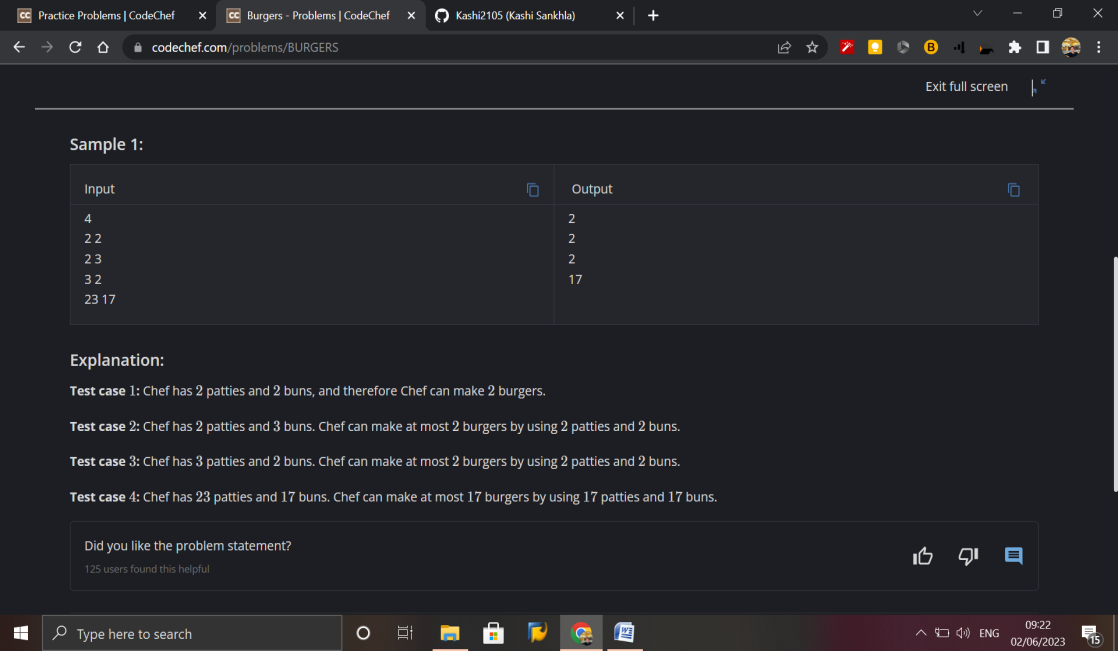 Practice Problems | CodeChef
Burgers - Problems | CodeChef
Kashi2105 (Kashi Sankhla)
codechef.com/problems/BURGERS
Exit full screen
Sample 1:
Input
Output
4
2 2
2 3
3 2
23 17
2
2
2
17
Explanation:
Test case 1: Chef has 2 patties and 2 buns, and therefore Chef can make 2 burgers.
Test case 2: Chef has 2 patties and 3 buns. Chef can make at most 2 burgers by using 2 patties and 2 buns.
Test case 3: Chef has 3 patties and 2 buns. Chef can make at most 2 burgers by using 2 patties and 2 buns.
Test case 4: Chef has 23 patties and 17 buns. Chef can make at most 17 burgers by using 17 patties and 17 buns.
Did you like the problem statement?
125 users found this helpful
Type here to search
ENG
09:22
02/06/2023
15